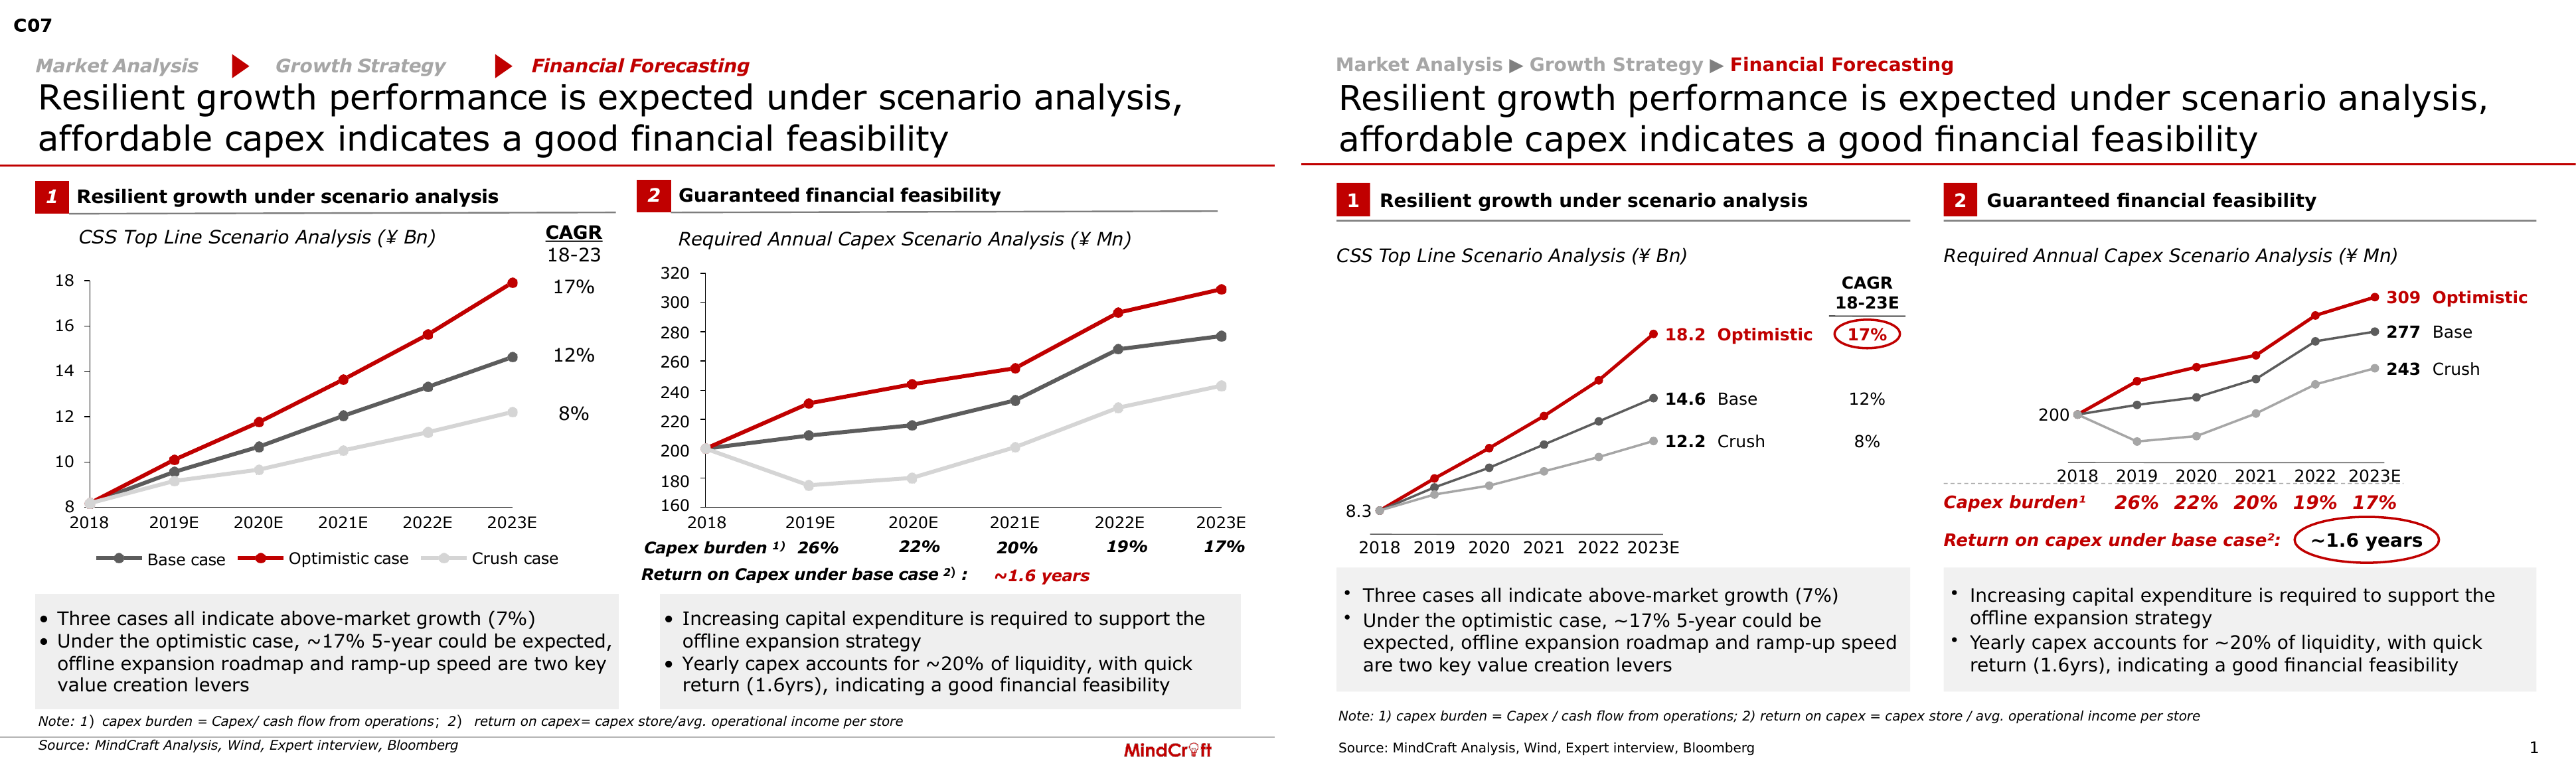 C07
Market Analysis Growth Strategy Financial Forecasting
Resilient growth performance is expected under scenario analysis,
affordable capex indicates a good financial feasibility
1 Resilient growth under scenario analysis
CSS Top Line Scenario Analysis (¥ Bn)
CAGR
18-23
18
16
14
12
10
8
17%
12%
8%
2018 2019E 2020E 2021E 2022E 2023E
Base case Optimistic case Crush case
• Three cases all indicate above-market growth (7%)
• Under the optimistic case, ~17% 5-year could be expected,
offline expansion roadmap and ramp-up speed are two key
value creation levers
2 Guaranteed financial feasibility
Required Annual Capex Scenario Analysis (¥ Mn)
320
300
280
260
240
220
200
180
160
2018 2019E 2020E 2021E 2022E 2023E
Capex burden ¹⁾ 26% 22% 20% 19% 17%
Return on Capex under base case ²⁾ : ~1.6 years
• Increasing capital expenditure is required to support the
offline expansion strategy
• Yearly capex accounts for ~20% of liquidity, with quick
return (1.6yrs), indicating a good financial feasibility
Note: 1) capex burden = Capex/ cash flow from operations; 2) return on capex= capex store/avg. operational income per store
Source: MindCraft Analysis, Wind, Expert interview, Bloomberg
MindCraft
Market Analysis ▶ Growth Strategy ▶ Financial Forecasting
Resilient growth performance is expected under scenario analysis,
affordable capex indicates a good financial feasibility
1 Resilient growth under scenario analysis
CSS Top Line Scenario Analysis (¥ Bn)
CAGR
18-23E
18.2 Optimistic 17%
14.6 Base 12%
12.2 Crush 8%
8.3
2018 2019 2020 2021 2022 2023E
• Three cases all indicate above-market growth (7%)
• Under the optimistic case, ~17% 5-year could be
expected, offline expansion roadmap and ramp-up speed
are two key value creation levers
2 Guaranteed financial feasibility
Required Annual Capex Scenario Analysis (¥ Mn)
309 Optimistic
277 Base
243 Crush
200
2018 2019 2020 2021 2022 2023E
Capex burden¹ 26% 22% 20% 19% 17%
Return on capex under base case²: ~1.6 years
• Increasing capital expenditure is required to support the
offline expansion strategy
• Yearly capex accounts for ~20% of liquidity, with quick
return (1.6yrs), indicating a good financial feasibility
Note: 1) capex burden = Capex / cash flow from operations; 2) return on capex = capex store / avg. operational income per store
Source: MindCraft Analysis, Wind, Expert interview, Bloomberg
1